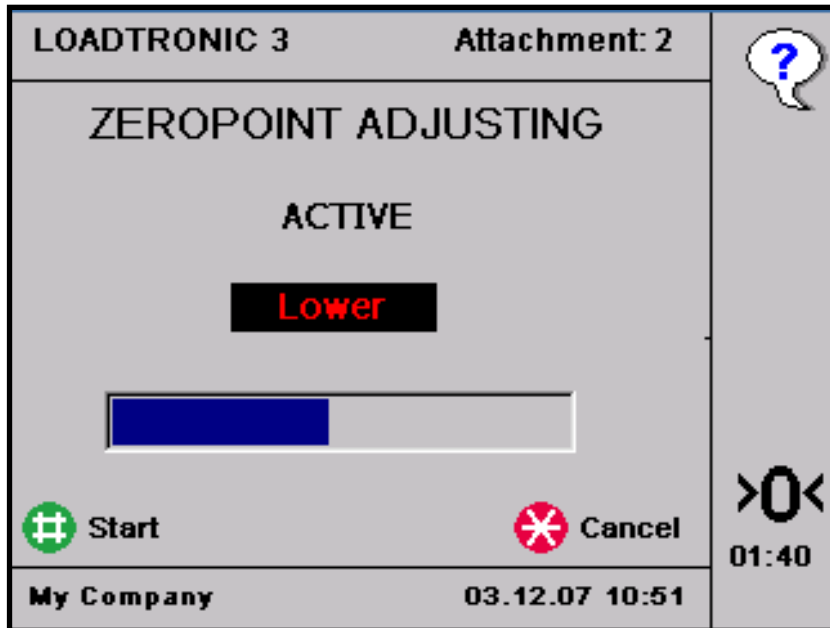 LOADTRONIC 3 Attachment: 2
?
ZEROPOINT ADJUSTING
ACTIVE
Lower
# Start * Cancel
>0<
01:40
My Company 03.12.07 10:51